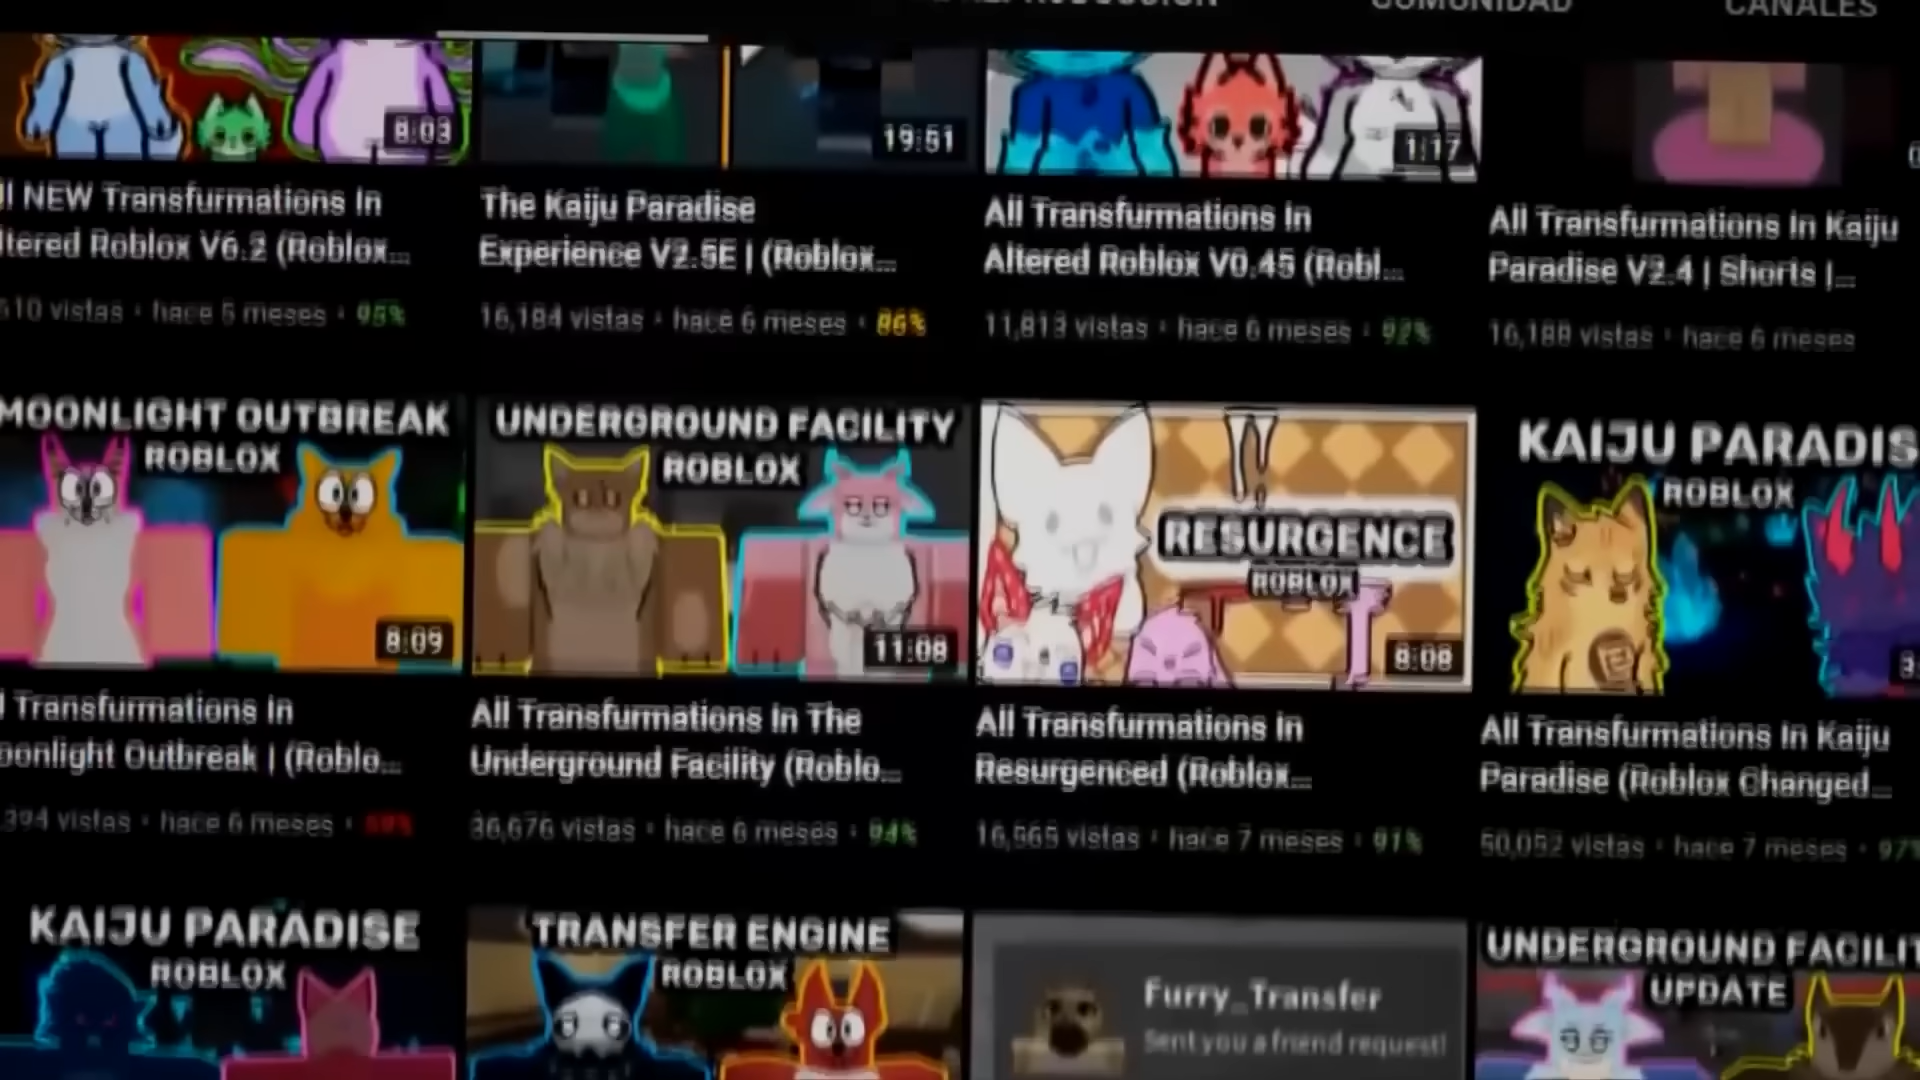 COMUNIDAD
CANALES
8:03
19:51
1:17
NEW Transfurmations In
ltered Roblox V6.2 (Roblox...
610 vistas · hace 5 meses · 95%
The Kaiju Paradise
Experience V2.5E | (Roblox...
16,184 vistas · hace 6 meses · 86%
All Transfurmations In
Altered Roblox V0.45 (Robl...
11,813 vistas · hace 6 meses · 92%
All Transfurmations In Kaiju
Paradise V2.4 | Shorts |...
16,188 vistas · hace 6 meses
MOONLIGHT OUTBREAK
ROBLOX
8:09
UNDERGROUND FACILITY
ROBLOX
11:08
RESURGENCE
ROBLOX
8:08
KAIJU PARADIS
ROBLOX
l Transfurmations In
oonlight Outbreak | (Roblo...
394 vistas · hace 6 meses
All Transfurmations In The
Underground Facility (Roblo...
36,676 vistas · hace 6 meses · 94%
All Transfurmations In
Resurgenced (Roblox...
16,565 vistas · hace 7 meses · 91%
All Transfurmations In Kaiju
Paradise (Roblox Changed...
50,052 vistas · hace 7 meses · 97%
KAIJU PARADISE
ROBLOX
TRANSFER ENGINE
ROBLOX
Furry_Transfer
Sent you a friend request!
UNDERGROUND FACILIT
UPDATE